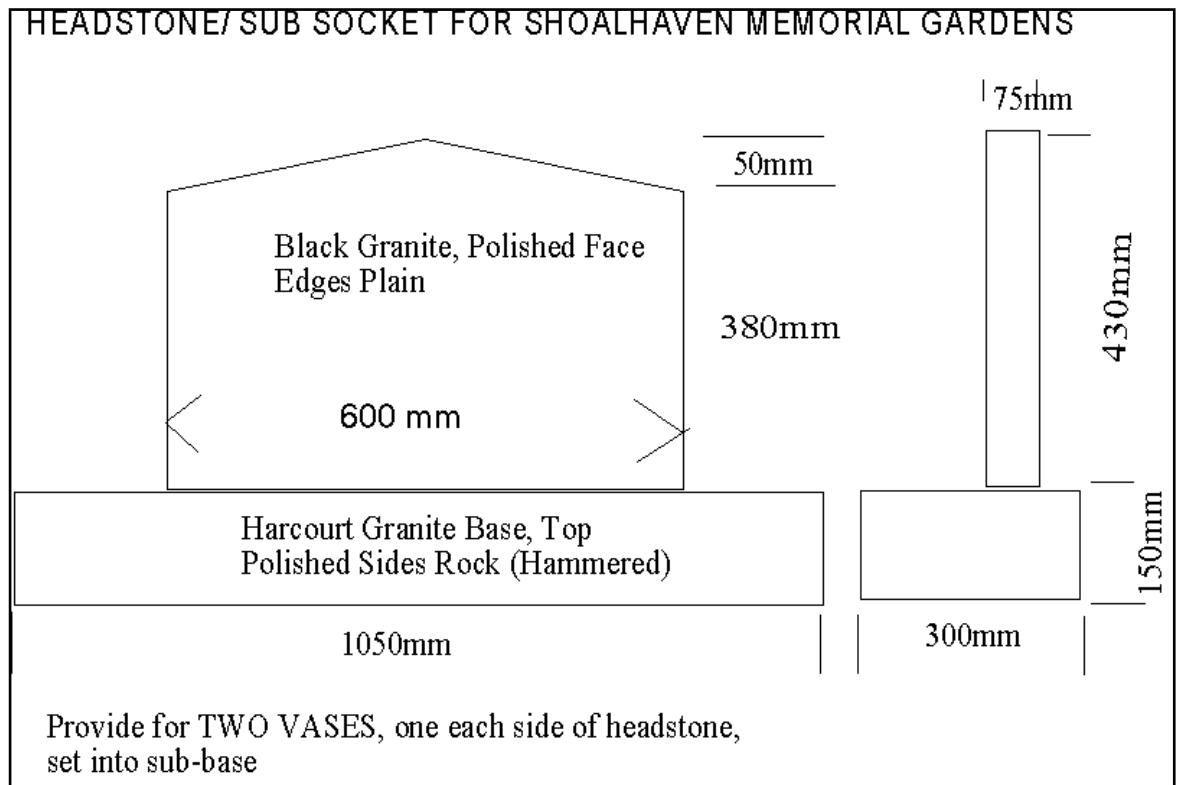 HEADSTONE/ SUB SOCKET FOR SHOALHAVEN MEMORIAL GARDENS
75mm
50mm
Black Granite, Polished Face
Edges Plain
430mm
380mm
600 mm
Harcourt Granite Base, Top
Polished Sides Rock (Hammered)
150mm
1050mm
300mm
Provide for TWO VASES, one each side of headstone,
set into sub-base